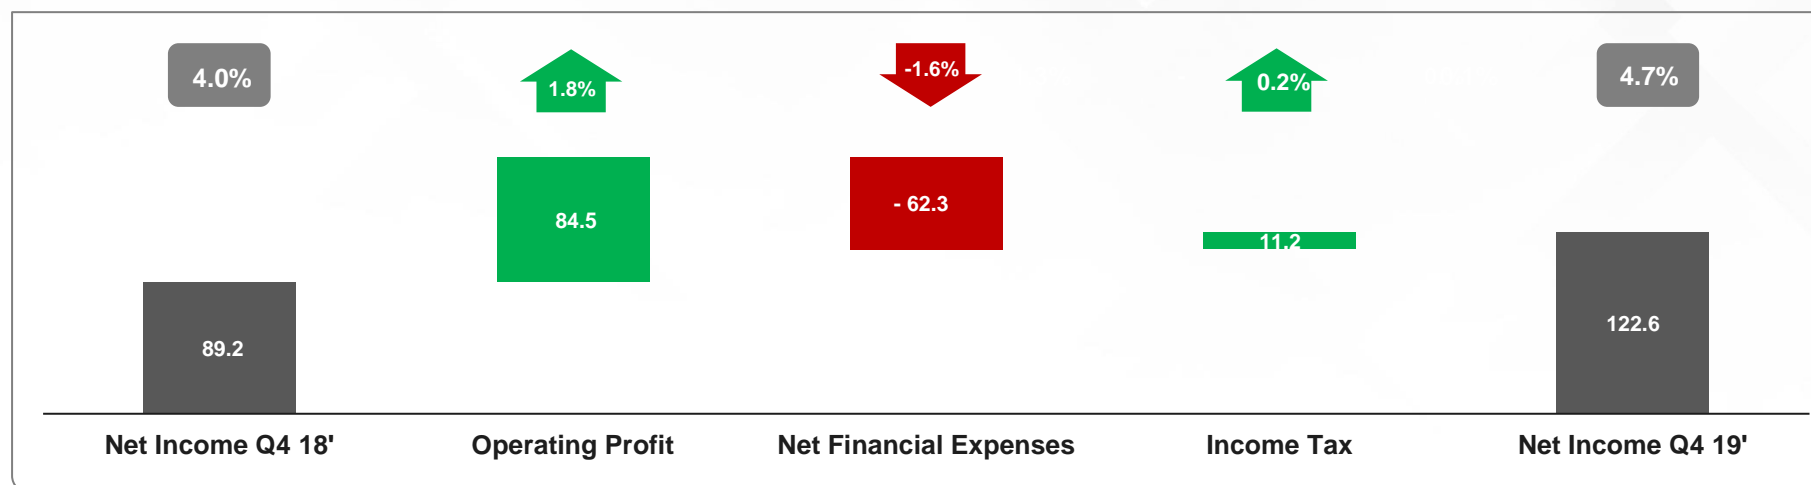 4.0%
1.8%
-1.6%
0.2%
4.7%
84.5
- 62.3
11.2
122.6
89.2
Net Income Q4 18'
Operating Profit
Net Financial Expenses
Income Tax
Net Income Q4 19'